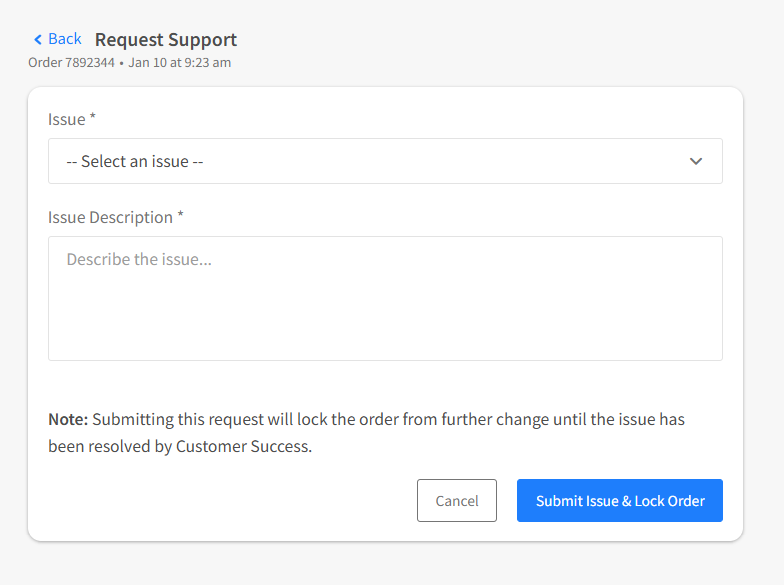 Back Request Support
Order 7892344 • Jan 10 at 9:23 am
Issue *
-- Select an issue --
Issue Description *
Describe the issue...
Note: Submitting this request will lock the order from further change until the issue has
been resolved by Customer Success.
Cancel Submit Issue & Lock Order